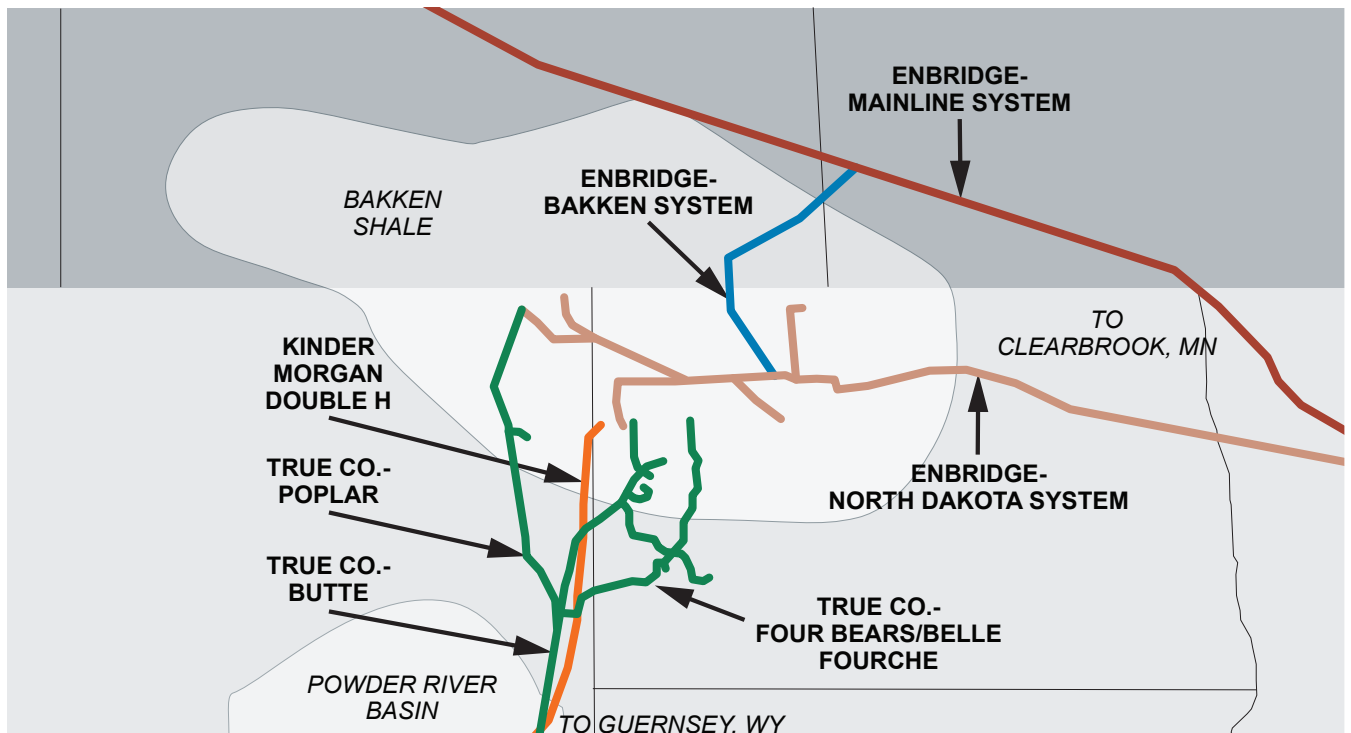 ENBRIDGE-
MAINLINE SYSTEM
ENBRIDGE-
BAKKEN SYSTEM
BAKKEN
SHALE
TO
CLEARBROOK, MN
KINDER
MORGAN
DOUBLE H
TRUE CO.-
POPLAR
ENBRIDGE-
NORTH DAKOTA SYSTEM
TRUE CO.-
BUTTE
TRUE CO.-
FOUR BEARS/BELLE
FOURCHE
POWDER RIVER
BASIN
TO GUERNSEY, WY